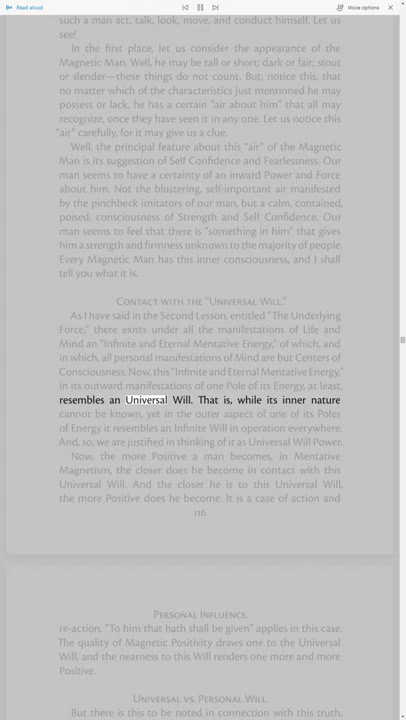 Read aloud
Voice options
such a man act, talk, look, move, and conduct himself. Let us
see!
In the first place, let us consider the appearance of the
Magnetic Man. Well, he may be tall or short; dark or fair; stout
or slender—these things do not count. But, notice this, that
no matter which of the characteristics just mentioned he may
possess or lack, he has a certain "air about him" that all may
recognize, once they have seen it in any one. Let us notice this
"air" carefully, for it may give us a clue.
Well, the principal feature about this "air" of the Magnetic
Man is its suggestion of Self Confidence and Fearlessness. Our
man seems to have a certainty of an inward Power and Force
about him. Not the blustering, self-important air manifested
by the pinchbeck imitators of our man, but a calm, contained,
poised, consciousness of Strength and Self Confidence. Our
man seems to feel that there is "something in him" that gives
him a strength and firmness unknown to the majority of people.
Every Magnetic Man has this inner consciousness, and I shall
tell you what it is.
Contact with the "Universal Will."
As I have said in the Second Lesson, entitled "The Underlying
Force," there exists under all the manifestations of Life and
Mind an "Infinite and Eternal Mentative Energy," of which, and
in which, all personal manifestations of Mind are but Centers of
Consciousness. Now, this "Infinite and Eternal Mentative Energy,"
in its outward manifestations of one Pole of its Energy, at least,
resembles an Universal Will. That is, while its inner nature
cannot be known, yet in the outer aspect of one of its Poles
of Energy it resembles an Infinite Will in operation everywhere.
And, so, we are justified in thinking of it as Universal Will Power.
Now, the more Positive a man becomes, in Mentative
Magnetism, the closer does he become in contact with this
Universal Will. And the closer he is to this Universal Will,
the more Positive does he become. It is a case of action and
116
Personal Influence.
re-action. "To him that hath shall be given" applies in this case.
The quality of Magnetic Positivity draws one to the Universal
Will, and the nearness to this Will renders one more and more
Positive.
Universal vs. Personal Will.
But there is this to be noted in connection with this truth.